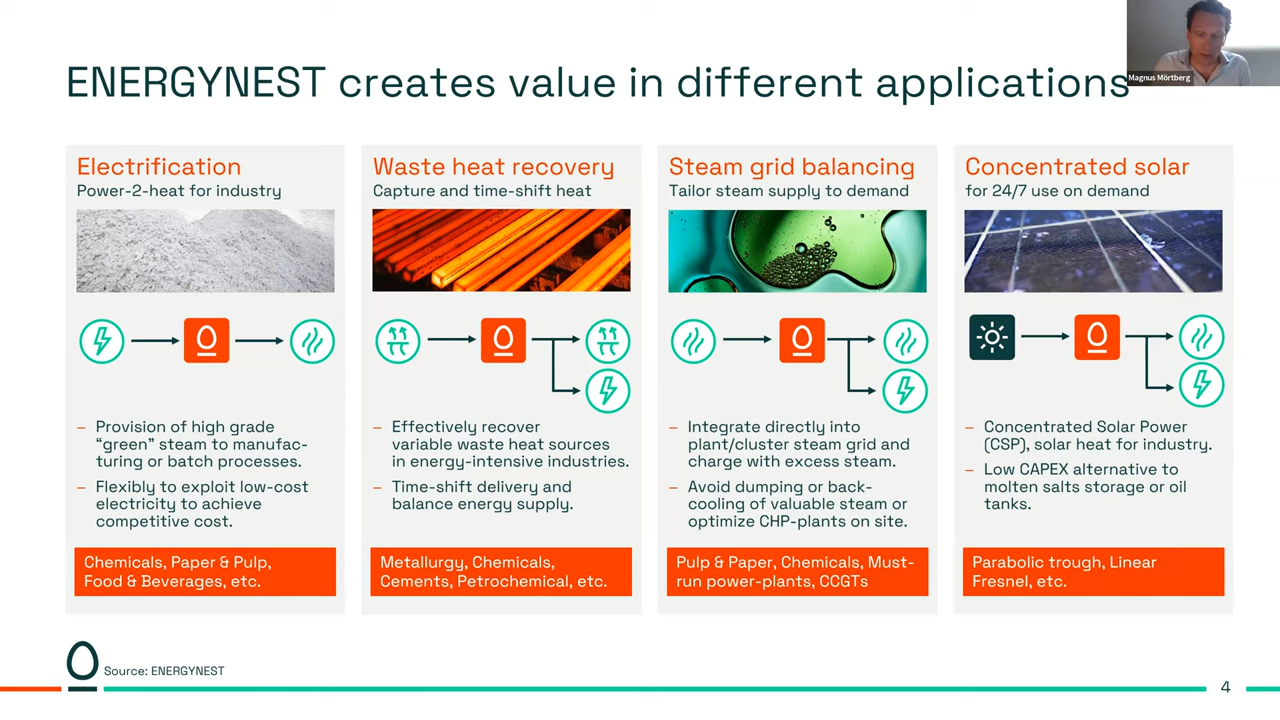 ENERGYNEST creates value in different applications
Magnus Mörtberg
Electrification
Power-2-heat for industry
– Provision of high grade
“green” steam to manufac-
turing or batch processes.
– Flexibly to exploit low-cost
electricity to achieve
competitive cost.
Chemicals, Paper & Pulp,
Food & Beverages, etc.
Waste heat recovery
Capture and time-shift heat
– Effectively recover
variable waste heat sources
in energy-intensive industries.
– Time-shift delivery and
balance energy supply.
Metallurgy, Chemicals,
Cements, Petrochemical, etc.
Steam grid balancing
Tailor steam supply to demand
– Integrate directly into
plant/cluster steam grid and
charge with excess steam.
– Avoid dumping or back-
cooling of valuable steam or
optimize CHP-plants on site.
Pulp & Paper, Chemicals, Must-
run power-plants, CCGTs
Concentrated solar
for 24/7 use on demand
– Concentrated Solar Power
(CSP), solar heat for industry.
– Low CAPEX alternative to
molten salts storage or oil
tanks.
Parabolic trough, Linear
Fresnel, etc.
Source: ENERGYNEST
4